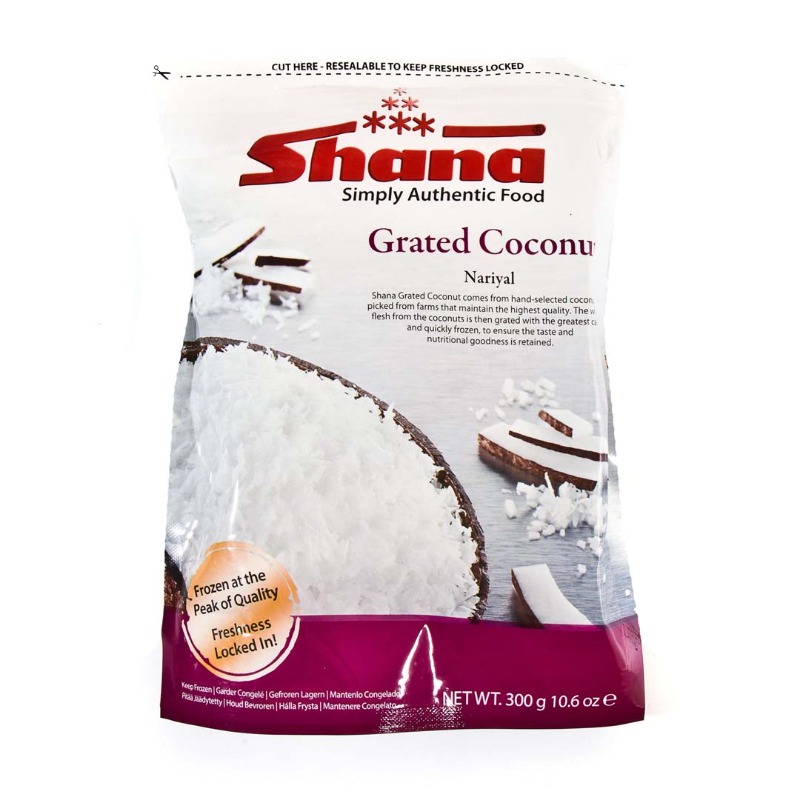 CUT HERE - RESEALABLE TO KEEP FRESHNESS LOCKED
Shana®
Simply Authentic Food
Grated Coconu
Nariyal
Shana Grated Coconut comes from hand-selected cocon
picked from farms that maintain the highest quality. The w
flesh from the coconuts is then grated with the greatest c
and quickly frozen, to ensure the taste and
nutritional goodness is retained.
Frozen at the
Peak of Quality
Freshness
Locked In!
Keep Frozen | Garder Congelé | Gefroren Lagern | Mantenlo Congelado
Pitää Jäädytetty | Houd Bevroren | Hålla Frysta | Mantenere Congelato
NET WT. 300 g 10.6 oz ℮